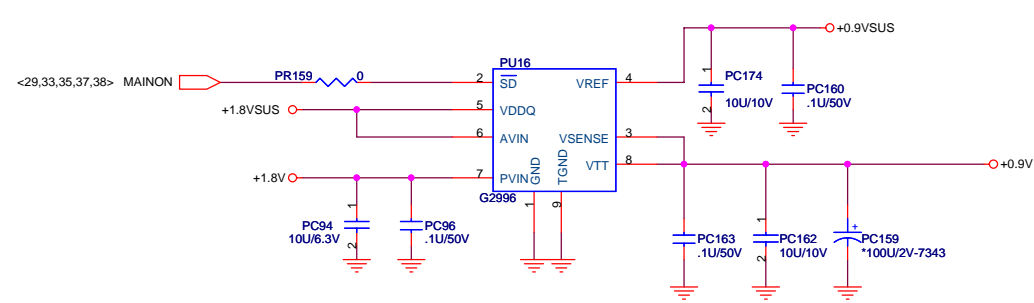 +0.9VSUS
<29,33,35,37,38> MAINON
PR159 0
PU16
2 SD
VREF 4
1
PC174
10U/10V
2
PC160
.1U/50V
+1.8VSUS
5 VDDQ
6 AVIN
VSENSE 3
VTT 8
+0.9V
+1.8V
7 PVIN
GND
TGND
G2996
1
9
1
PC94
10U/6.3V
2
PC96
.1U/50V
PC163
.1U/50V
1
PC162
10U/10V
2
+
PC159
*100U/2V-7343